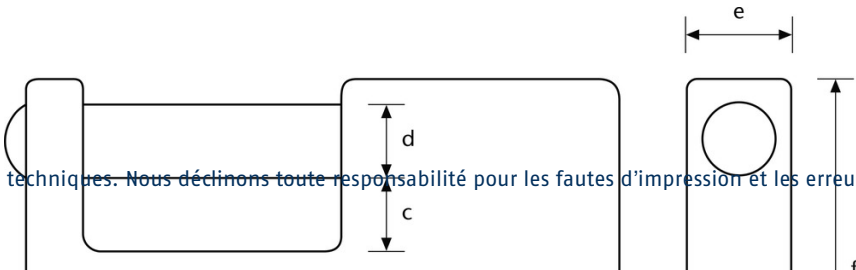 e
d
techniques. Nous déclinons toute responsabilité pour les fautes d'impression et les erreu
c
f